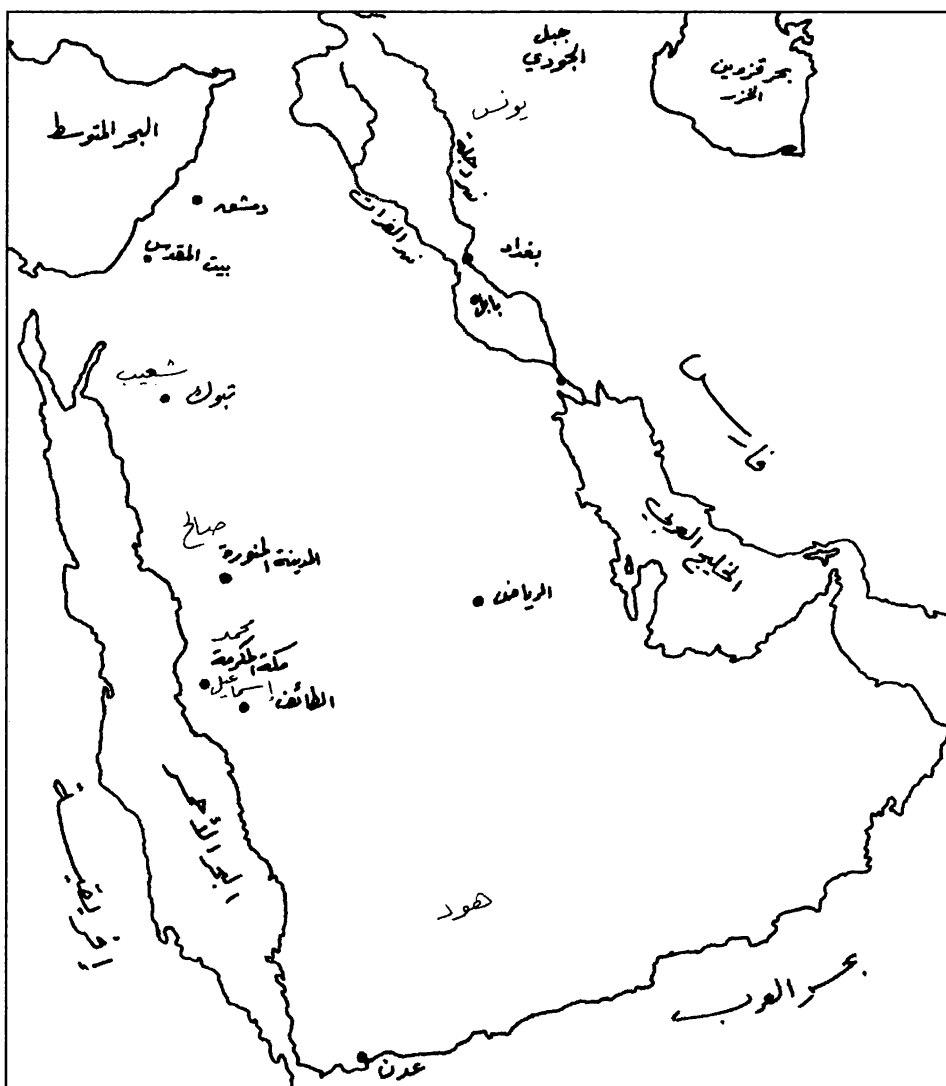 جبل
الجودي
بحر قزوين
الخزر
يونس
البحر المتوسط
نهر دجلة
دمشق
نهر الفرات
بغداد
بيت المقدس
بابل
شعيب
تبوك
فارس
صالح
المدينة المنورة
الخليج العربي
الرياض
محمد
مكة المكرمة
إسماعيل
الطائف
البحر الأحمر
إفريقية
هود
بحر العرب
عدن